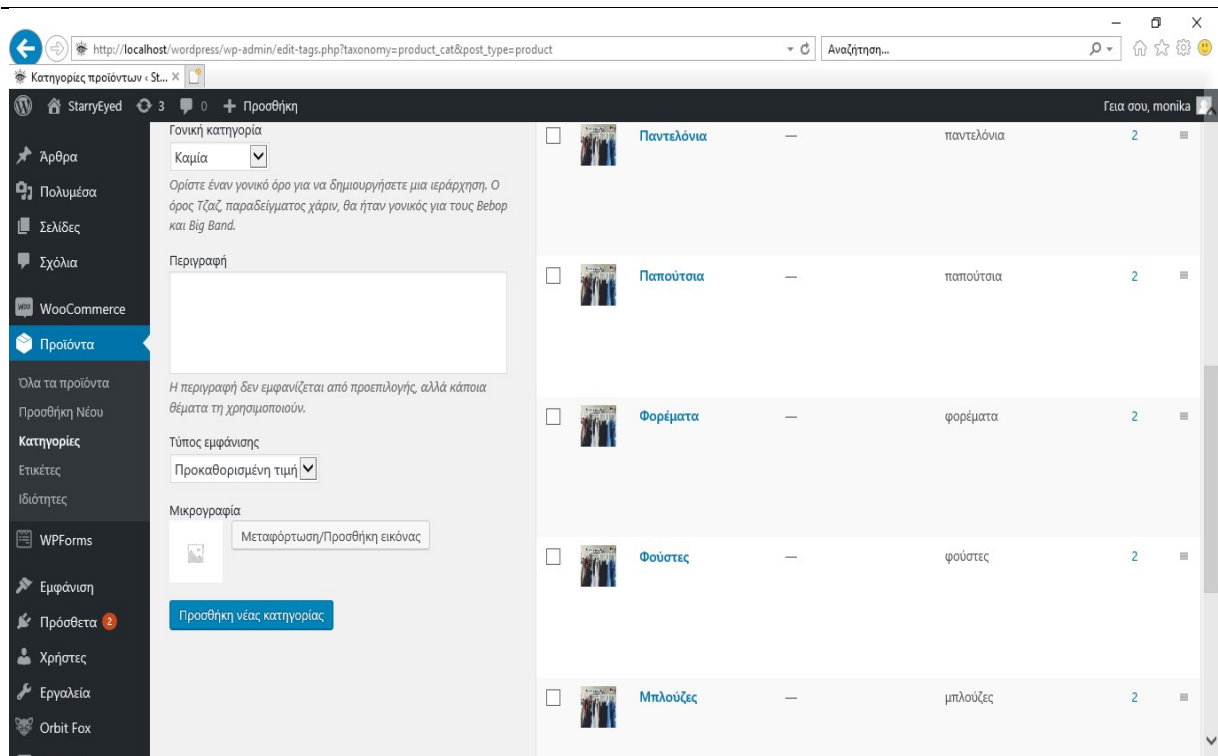 http://localhost/wordpress/wp-admin/edit-tags.php?taxonomy=product_cat&post_type=product
Αναζήτηση...
Κατηγορίες προϊόντων ‹ St...
StarryEyed 3 0 Προσθήκη
Γεια σου, monika
Άρθρα
Πολυμέσα
Σελίδες
Σχόλια
WooCommerce
Προϊόντα
Όλα τα προϊόντα
Προσθήκη Νέου
Κατηγορίες
Ετικέτες
Ιδιότητες
WPForms
Εμφάνιση
Πρόσθετα 2
Χρήστες
Εργαλεία
Orbit Fox
Γονική κατηγορία
Καμία
Ορίστε έναν γονικό όρο για να δημιουργήσετε μια ιεράρχηση. Ο
όρος Τζαζ, παραδείγματος χάριν, θα ήταν γονικός για τους Bebop
και Big Band.
Περιγραφή
Η περιγραφή δεν εμφανίζεται από προεπιλογής, αλλά κάποια
θέματα τη χρησιμοποιούν.
Τύπος εμφάνισης
Προκαθορισμένη τιμή
Μικρογραφία
Μεταφόρτωση/Προσθήκη εικόνας
Προσθήκη νέας κατηγορίας
Παντελόνια — παντελόνια 2
Παπούτσια — παπούτσια 2
Φορέματα — φορέματα 2
Φούστες — φούστες 2
Μπλούζες — μπλούζες 2